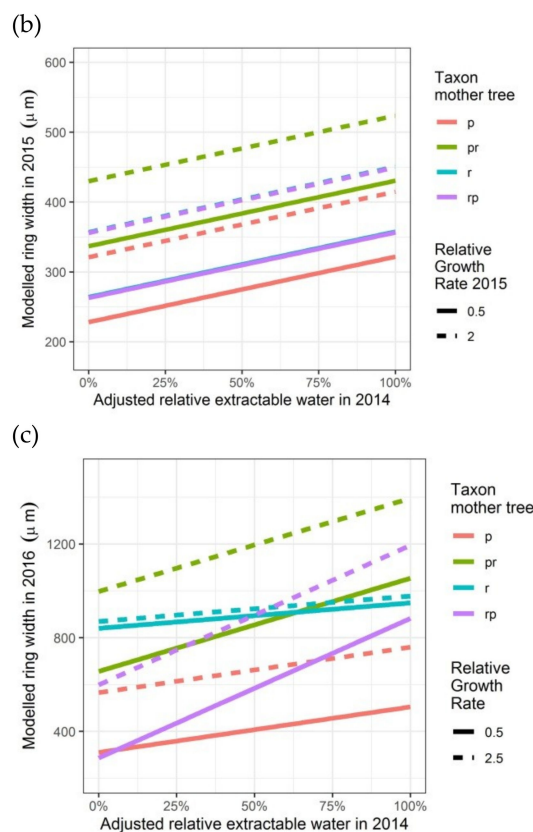 (b)
600
500
400
300
200
Modelled ring width in 2015 (μm)
0% 25% 50% 75% 100%
Adjusted relative extractable water in 2014
Taxon
mother tree
p
pr
r
rp
Relative
Growth
Rate 2015
0.5
2
(c)
1200
800
400
Modelled ring width in 2016 (μm)
0% 25% 50% 75% 100%
Adjusted relative extractable water in 2014
Taxon
mother tree
p
pr
r
rp
Relative
Growth
Rate
0.5
2.5